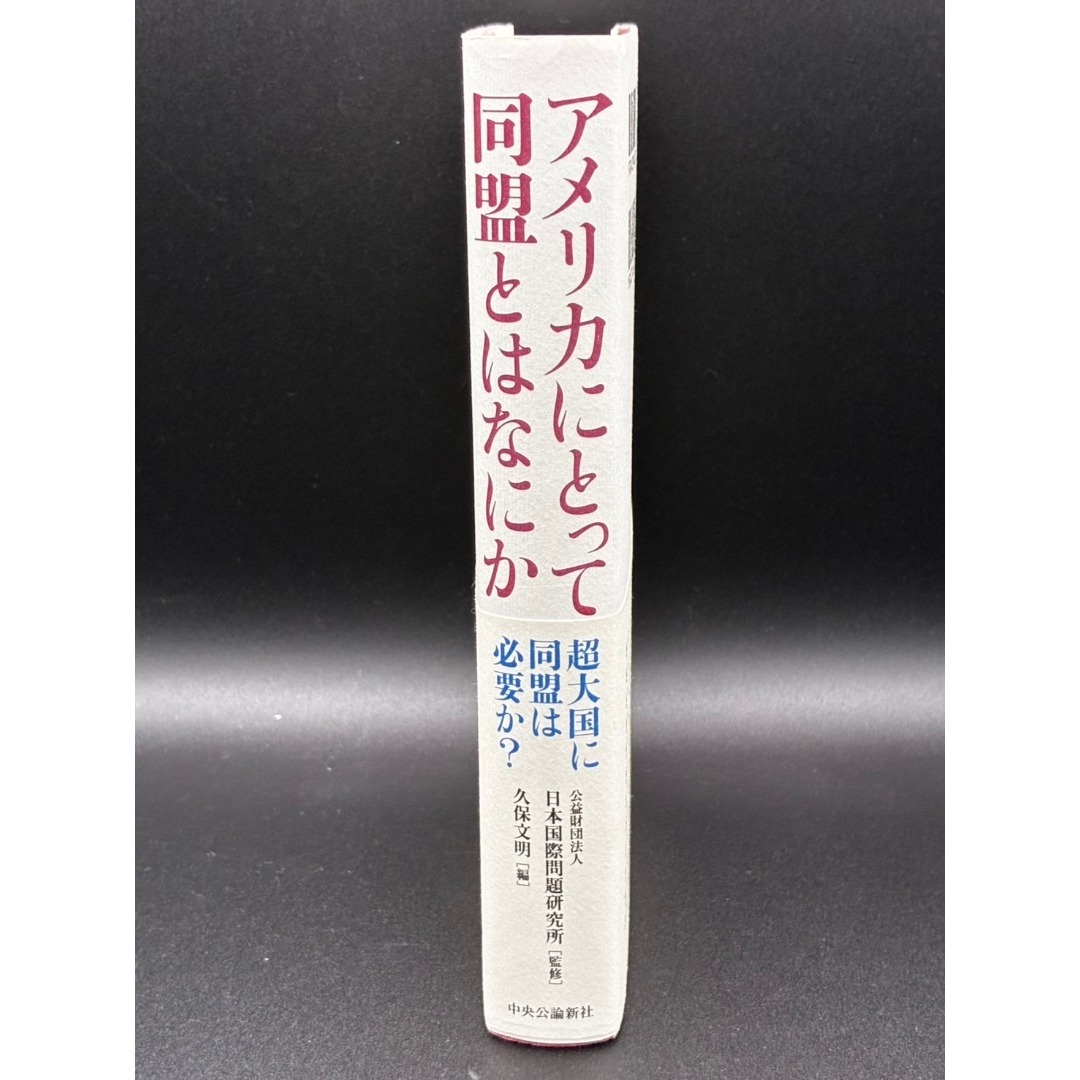 アメリカにとって
同盟とはなにか
超大国に
同盟は
必要か？
公益財団法人
日本国際問題研究所［監修］
久保文明［編］
中央公論新社